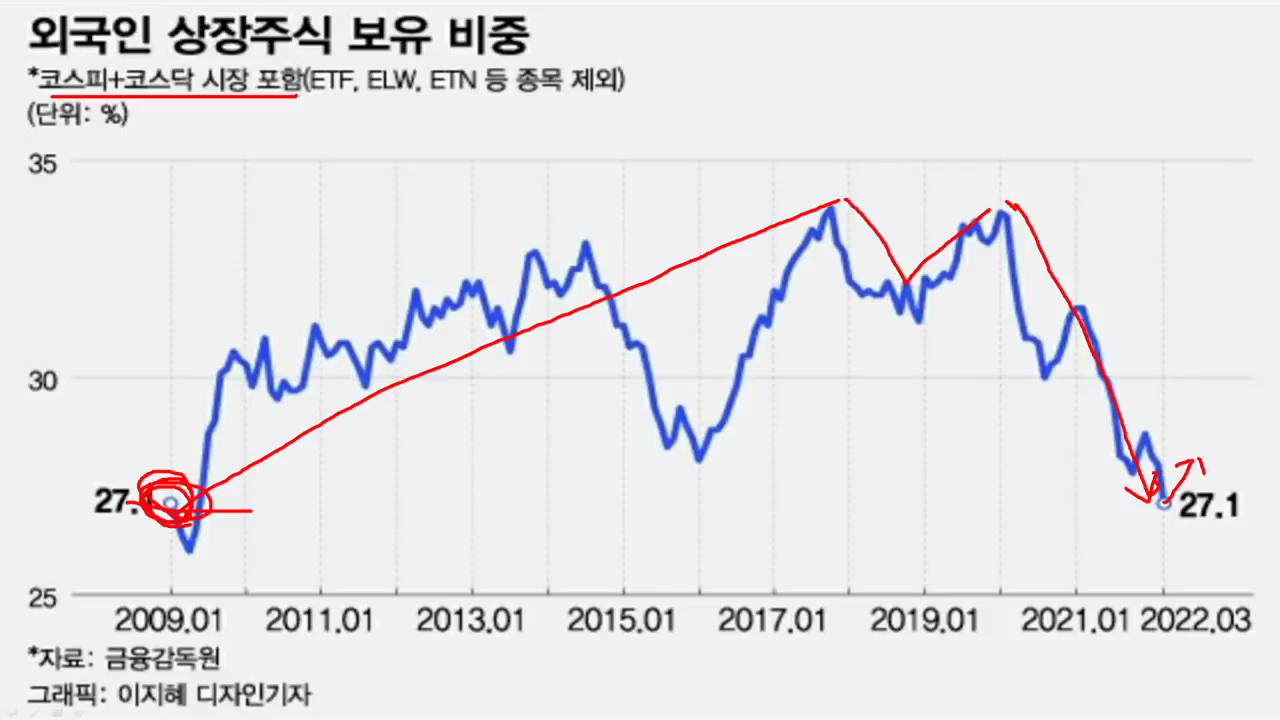 외국인 상장주식 보유 비중
*코스피+코스닥 시장 포함(ETF, ELW, ETN 등 종목 제외)
(단위: %)
35
30
27.1
25
2009.01 2011.01 2013.01 2015.01 2017.01 2019.01 2021.01 2022.03
*자료: 금융감독원
그래픽: 이지혜 디자인기자